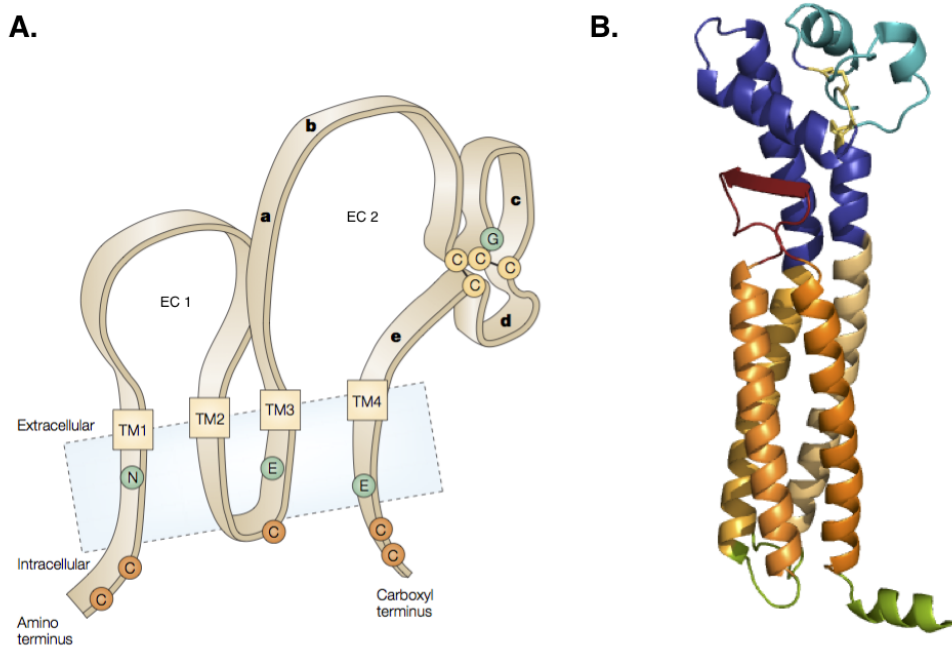 A.
B.
b
a
c
EC 2
G
EC 1
C
C
C
C
d
e
TM4
Extracellular
TM1
TM2
TM3
N
E
E
C
C
C
C
C
Intracellular
Carboxyl
terminus
Amino
terminus